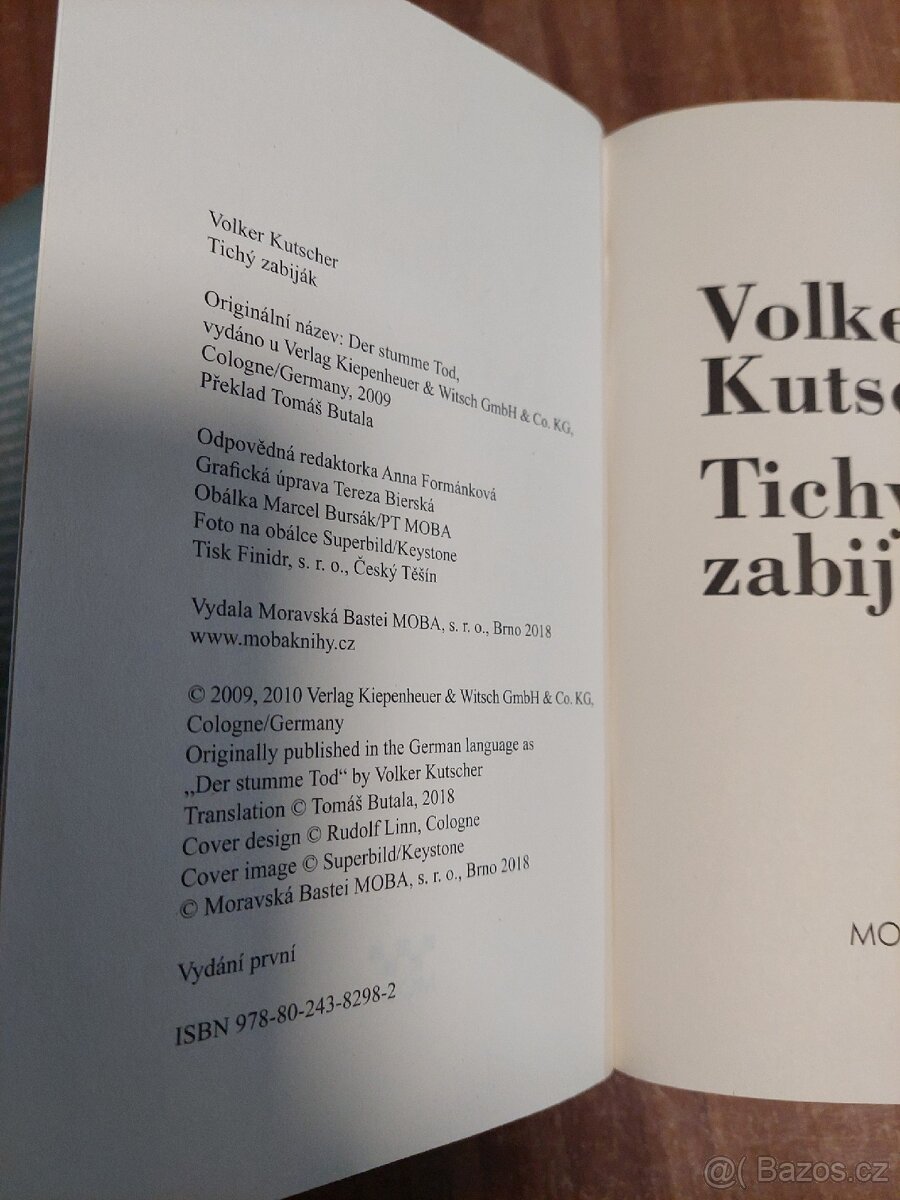 Volker Kutscher
Tichý zabiják
Originální název: Der stumme Tod,
vydáno u Verlag Kiepenheuer & Witsch GmbH & Co. KG,
Cologne/Germany, 2009
Překlad Tomáš Butala
Odpovědná redaktorka Anna Formánková
Grafická úprava Tereza Bierská
Obálka Marcel Bursák/PT MOBA
Foto na obálce Superbild/Keystone
Tisk Finidr, s. r. o., Český Těšín
Vydala Moravská Bastei MOBA, s. r. o., Brno 2018
www.mobaknihy.cz
© 2009, 2010 Verlag Kiepenheuer & Witsch GmbH & Co. KG,
Cologne/Germany
Originally published in the German language as
„Der stumme Tod“ by Volker Kutscher
Translation © Tomáš Butala, 2018
Cover design © Rudolf Linn, Cologne
Cover image © Superbild/Keystone
© Moravská Bastei MOBA, s. r. o., Brno 2018
Vydání první
ISBN 978-80-243-8298-2
Volke
Kutsc
Tichý
zabij
MO
@( Bazos.cz